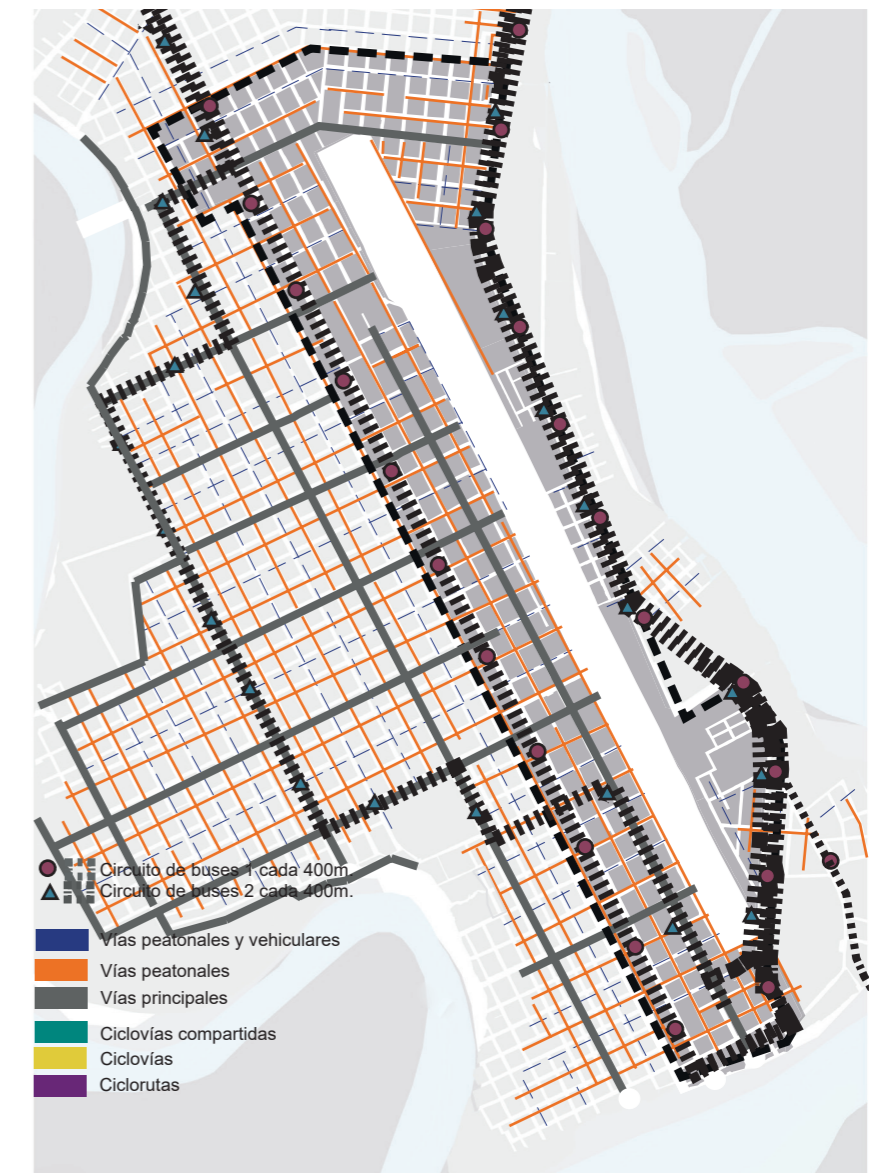 Circuito de buses 1 cada 400m.
Circuito de buses 2 cada 400m.
Vías peatonales y vehiculares
Vías peatonales
Vías principales
Ciclovías compartidas
Ciclovías
Ciclorutas